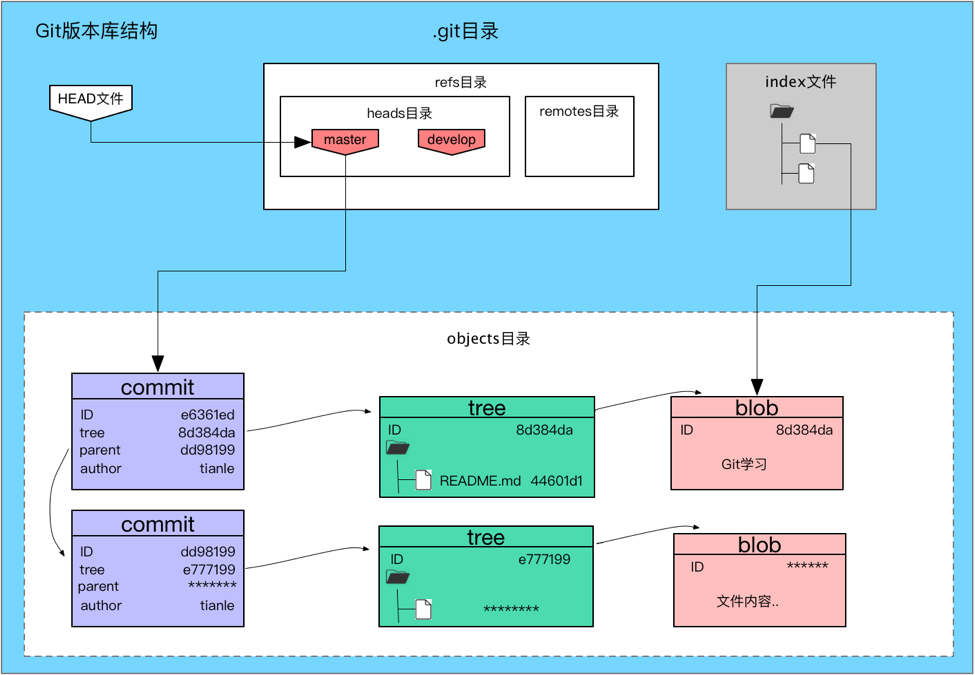 Git版本库结构
.git目录
HEAD文件
refs目录
heads目录
master
develop
remotes目录
index文件
objects目录
commit
ID e6361ed
tree 8d384da
parent dd98199
author tianle
tree
ID 8d384da
README.md 44601d1
blob
ID 8d384da
Git学习
commit
ID dd98199
tree e777199
parent *******
author tianle
tree
ID e777199
********
blob
ID ******
文件内容..